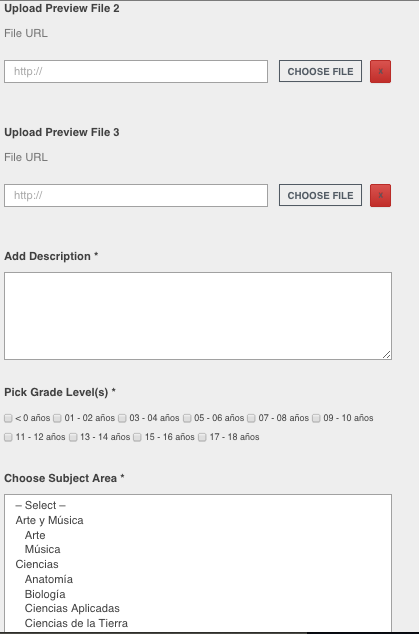 Upload Preview File 2
File URL
http://
CHOOSE FILE
x
Upload Preview File 3
File URL
http://
CHOOSE FILE
x
Add Description *
Pick Grade Level(s) *
< 0 años 01 - 02 años 03 - 04 años 05 - 06 años 07 - 08 años 09 - 10 años
11 - 12 años 13 - 14 años 15 - 16 años 17 - 18 años
Choose Subject Area *
– Select –
Arte y Música
Arte
Música
Ciencias
Anatomía
Biología
Ciencias Aplicadas
Ciencias de la Tierra